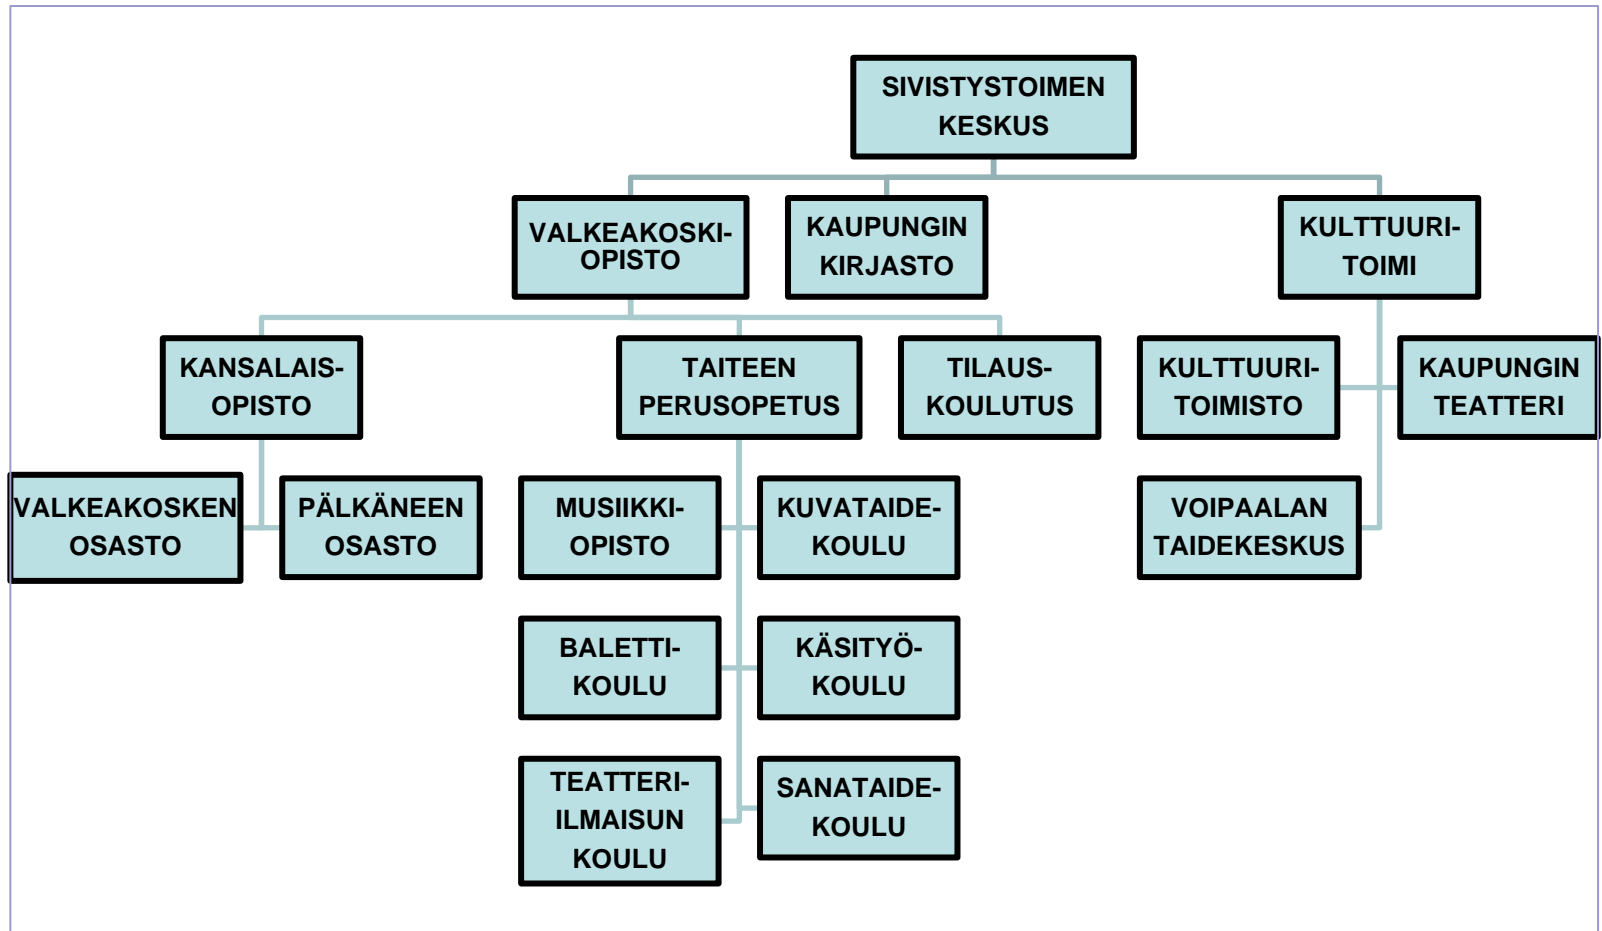 SIVISTYSTOIMEN
KESKUS
VALKEAKOSKI-
OPISTO
KAUPUNGIN
KIRJASTO
KULTTUURI-
TOIMI
KANSALAIS-
OPISTO
TAITEEN
PERUSOPETUS
TILAUS-
KOULUTUS
KULTTUURI-
TOIMISTO
KAUPUNGIN
TEATTERI
VALKEAKOSKEN
OSASTO
PÄLKÄNEEN
OSASTO
MUSIIKKI-
OPISTO
KUVATAIDE-
KOULU
VOIPAALAN
TAIDEKESKUS
BALETTI-
KOULU
KÄSITYÖ-
KOULU
TEATTERI-
ILMAISUN
KOULU
SANATAIDE-
KOULU